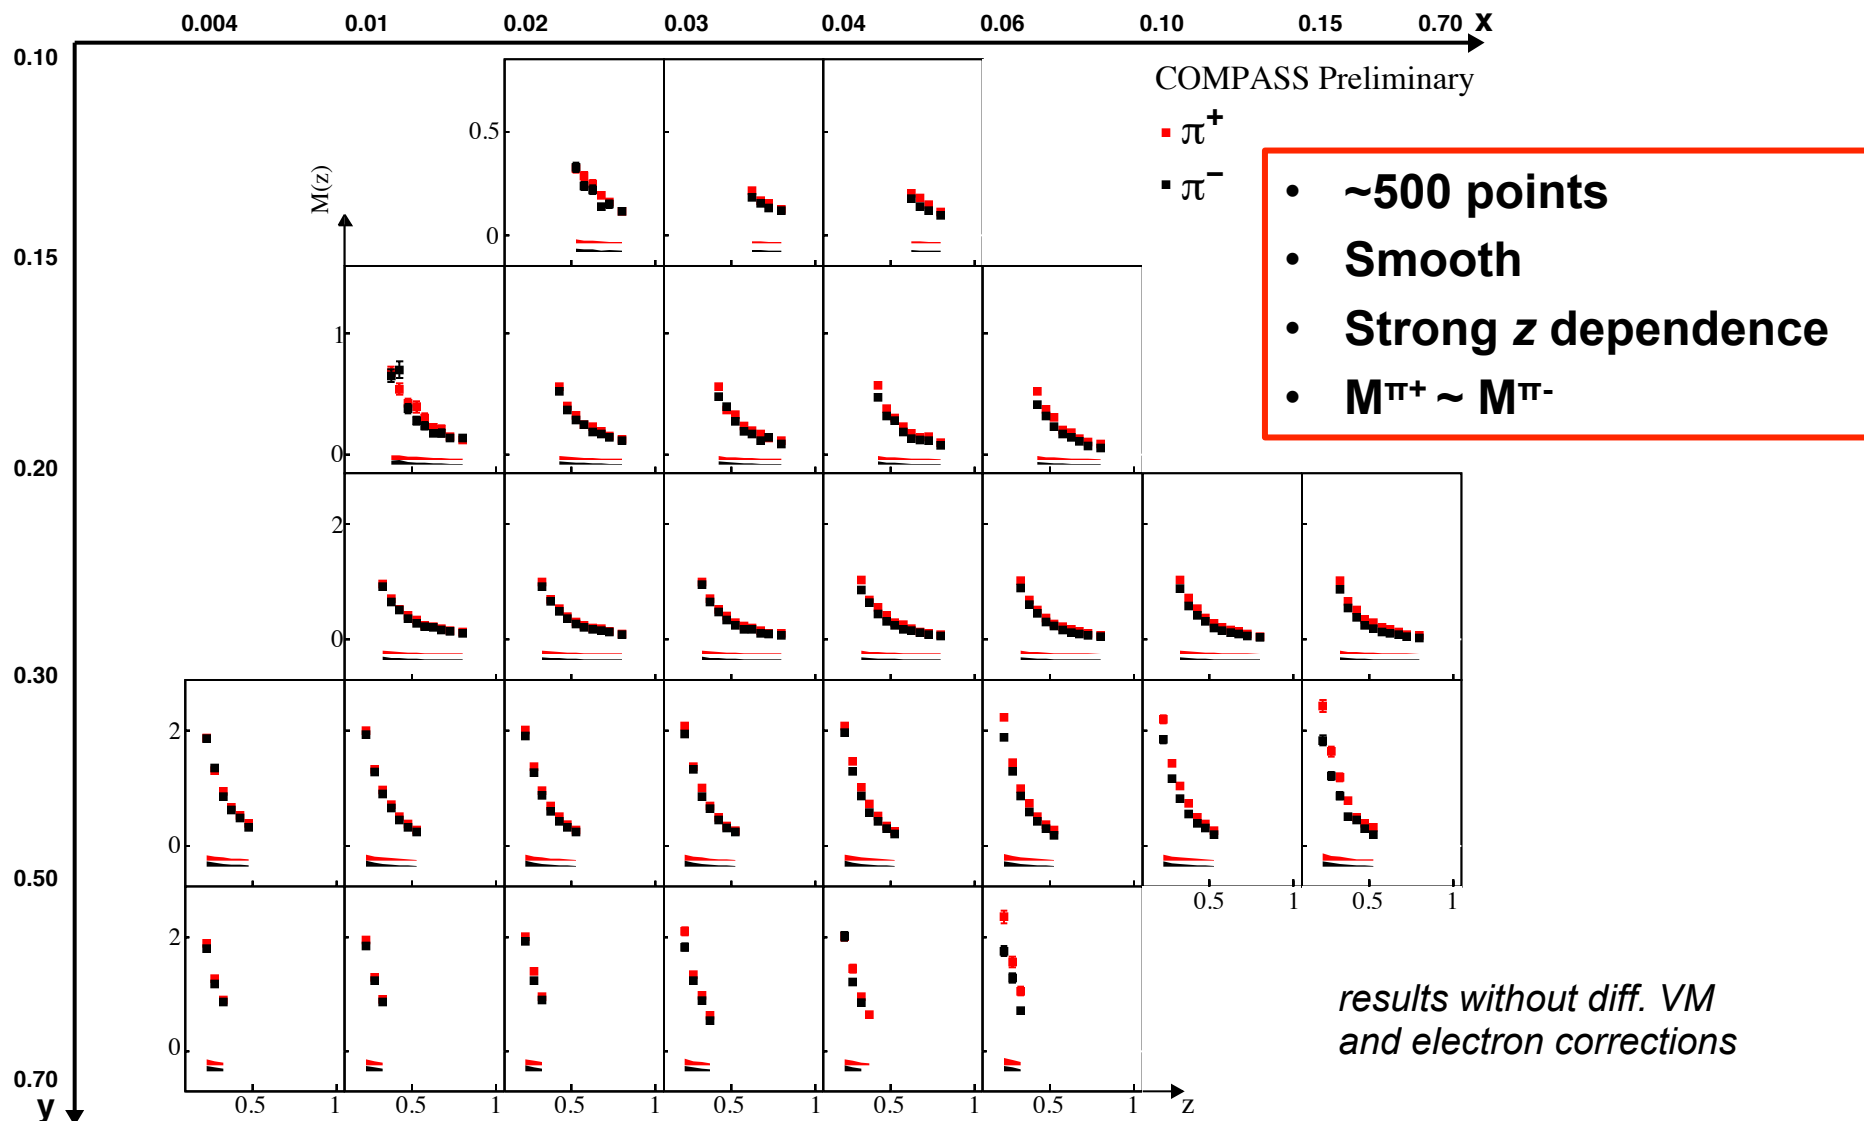 0.004 0.01 0.02 0.03 0.04 0.06 0.10 0.15 0.70 x
0.10
COMPASS Preliminary
π+
π−
• ~500 points
• Smooth
• Strong z dependence
• Mπ+ ~ Mπ-
M(z)
0.5
0
0.15
1
0
0.20
2
0
0.30
2
0
0.50
0.5 1 0.5 1
2
0
results without diff. VM
and electron corrections
0.70
y
0.5 1 0.5 1 0.5 1 0.5 1 0.5 1 0.5 1 z